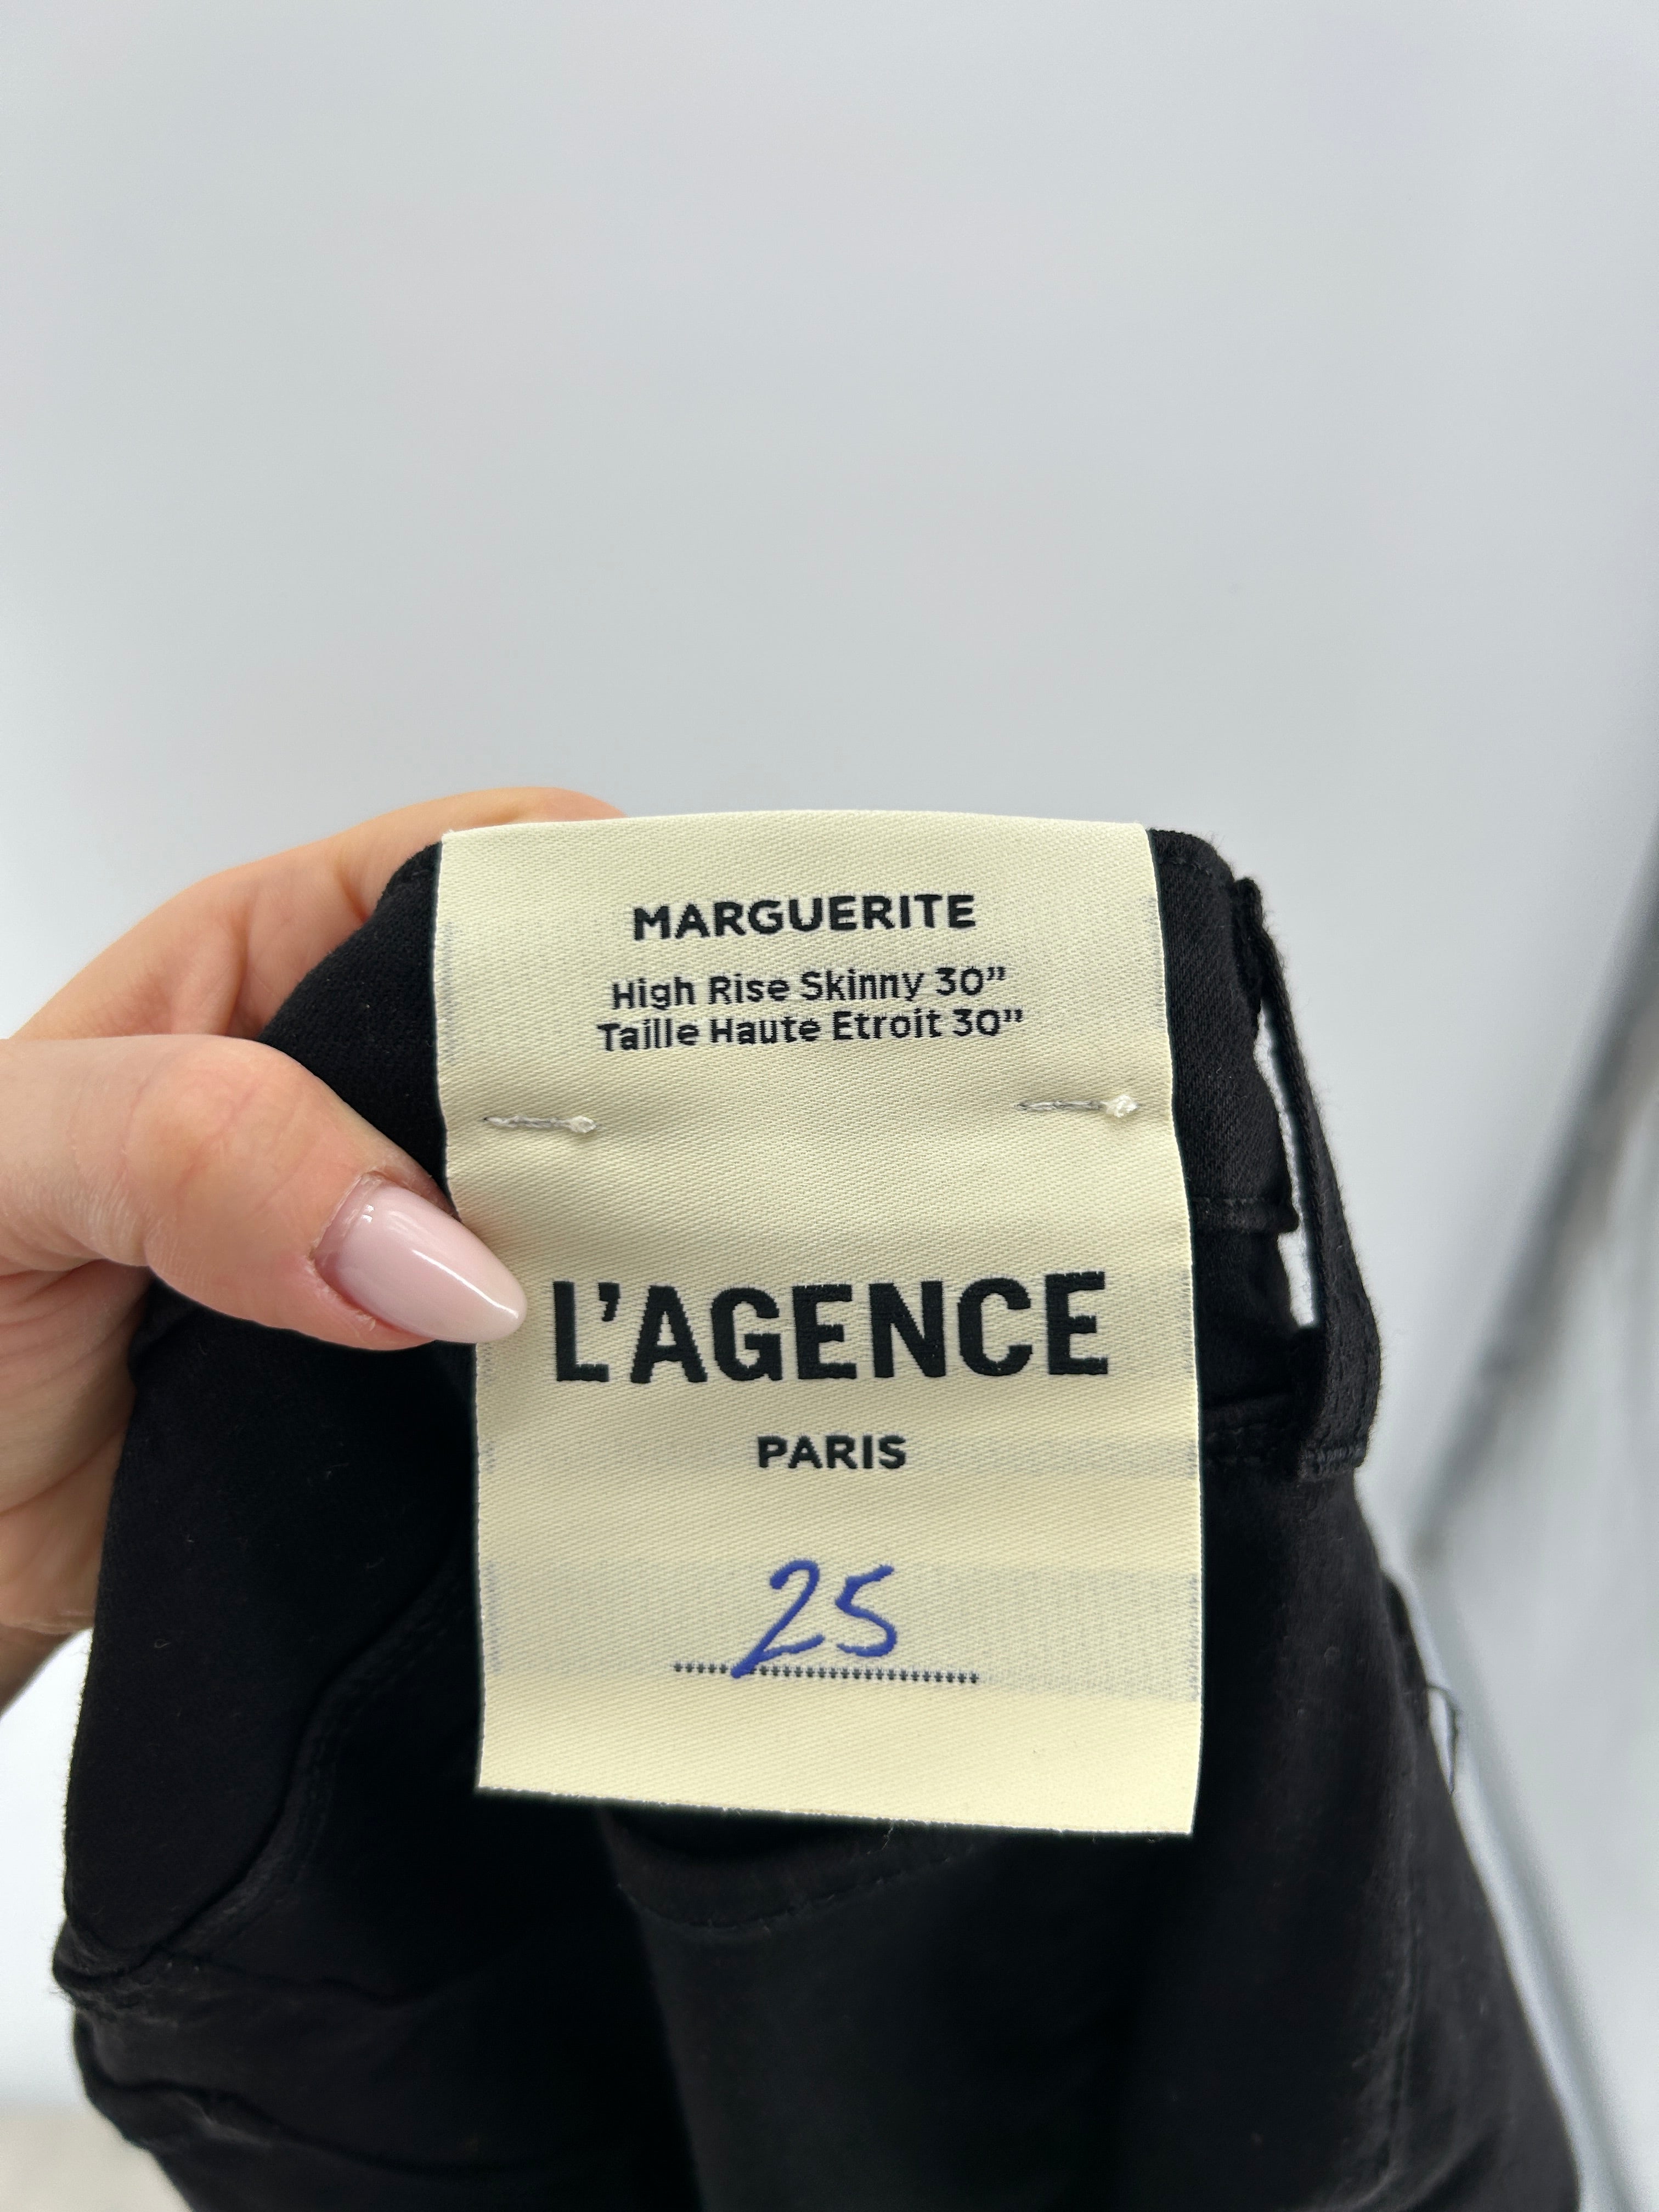 MARGUERITE
High Rise Skinny 30”
Taille Haute Etroit 30”
L’AGENCE
PARIS
25